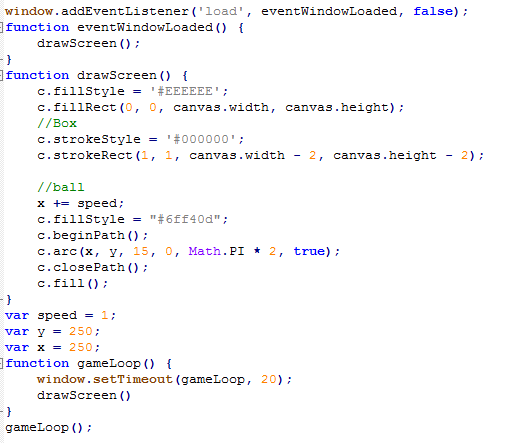 window.addEventListener('load', eventWindowLoaded, false);
function eventWindowLoaded() {
    drawScreen();
}
function drawScreen() {
    c.fillStyle = '#EEEEEE';
    c.fillRect(0, 0, canvas.width, canvas.height);
    //Box
    c.strokeStyle = '#000000';
    c.strokeRect(1, 1, canvas.width - 2, canvas.height - 2);

    //ball
    x += speed;
    c.fillStyle = "#6ff40d";
    c.beginPath();
    c.arc(x, y, 15, 0, Math.PI * 2, true);
    c.closePath();
    c.fill();
}
var speed = 1;
var y = 250;
var x = 250;
function gameLoop() {
    window.setTimeout(gameLoop, 20);
    drawScreen()
}
gameLoop();